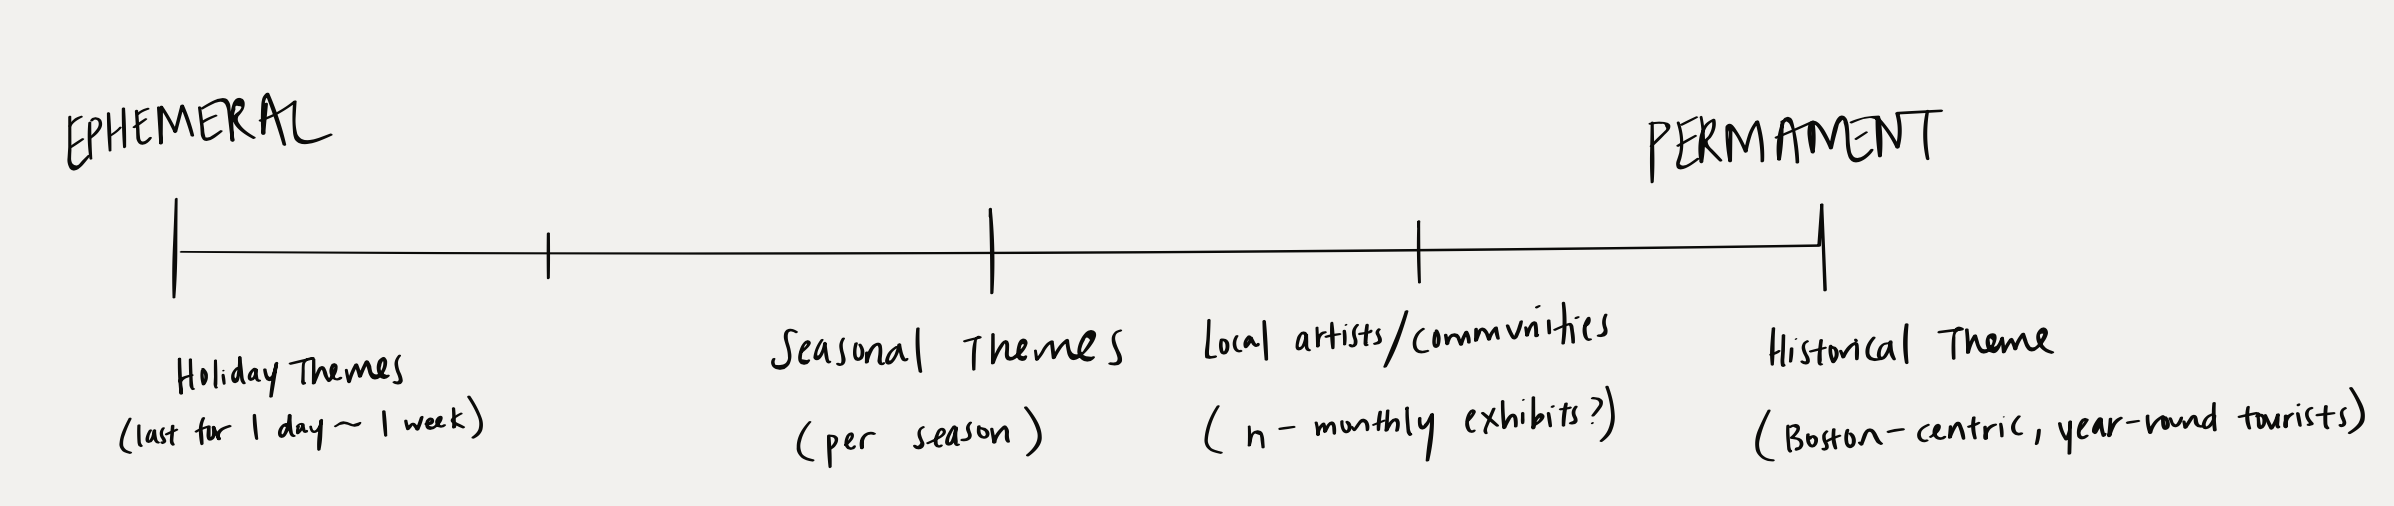 EPHEMERAL
PERMAMENT
Holiday Themes
(last for 1 day ~ 1 week)
Seasonal Themes
(per season)
Local artists/communities
(n-monthly exhibits?)
Historical Theme
(Boston-centric, year-round tourists)